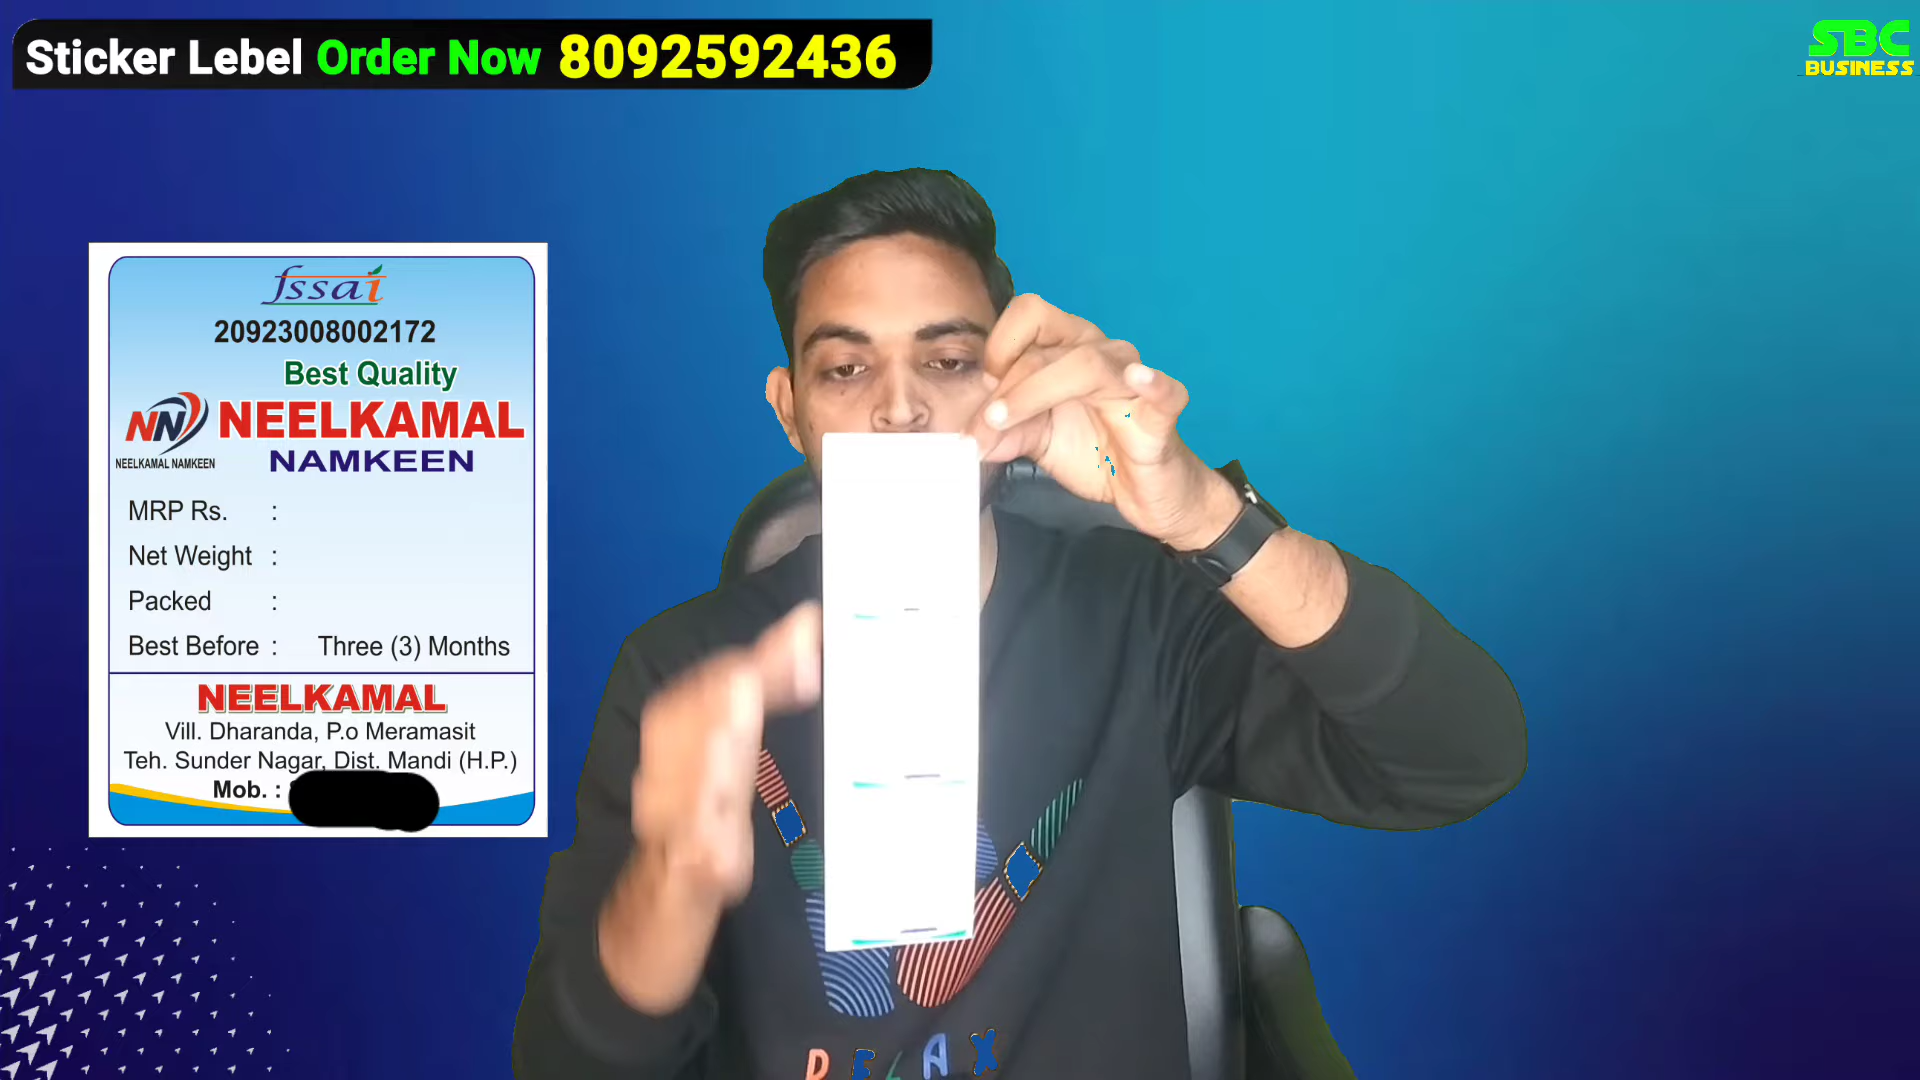 Sticker Lebel Order Now 8092592436
SBC
BUSINESS
fssai
20923008002172
Best Quality
NN NEELKAMAL
NEELKAMAL NAMKEEN
NAMKEEN
MRP Rs. :
Net Weight :
Packed :
Best Before : Three (3) Months
NEELKAMAL
Vill. Dharanda, P.o Meramasit
Teh. Sunder Nagar, Dist. Mandi (H.P.)
Mob. :
RELAX